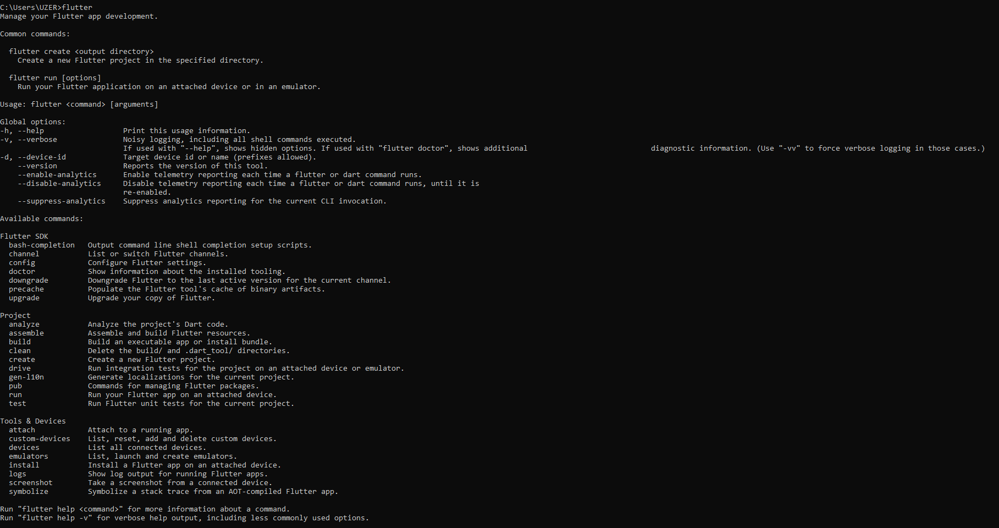 C:\Users\UZER>flutter
Manage your Flutter app development.
Common commands:
flutter create <output directory>
Create a new Flutter project in the specified directory.
flutter run [options]
Run your Flutter application on an attached device or in an emulator.
Usage: flutter <command> [arguments]
Global options:
-h, --help                  Print this usage information.
-v, --verbose               Noisy logging, including all shell commands executed.
If used with "--help", shows hidden options. If used with "flutter doctor", shows additional                            diagnostic information. (Use "-vv" to force verbose logging in those cases.)
-d, --device-id             Target device id or name (prefixes allowed).
--version               Reports the version of this tool.
--enable-analytics      Enable telemetry reporting each time a flutter or dart command runs.
--disable-analytics     Disable telemetry reporting each time a flutter or dart command runs, until it is
re-enabled.
--suppress-analytics    Suppress analytics reporting for the current CLI invocation.
Available commands:
Flutter SDK
bash-completion   Output command line shell completion setup scripts.
channel           List or switch Flutter channels.
config            Configure Flutter settings.
doctor            Show information about the installed tooling.
downgrade         Downgrade Flutter to the last active version for the current channel.
precache          Populate the Flutter tool's cache of binary artifacts.
upgrade           Upgrade your copy of Flutter.
Project
analyze           Analyze the project's Dart code.
assemble          Assemble and build Flutter resources.
build             Build an executable app or install bundle.
clean             Delete the build/ and .dart_tool/ directories.
create            Create a new Flutter project.
drive             Run integration tests for the project on an attached device or emulator.
gen-l10n          Generate localizations for the current project.
pub               Commands for managing Flutter packages.
run               Run your Flutter app on an attached device.
test              Run Flutter unit tests for the current project.
Tools & Devices
attach            Attach to a running app.
custom-devices    List, reset, add and delete custom devices.
devices           List all connected devices.
emulators         List, launch and create emulators.
install           Install a Flutter app on an attached device.
logs              Show log output for running Flutter apps.
screenshot        Take a screenshot from a connected device.
symbolize         Symbolize a stack trace from an AOT-compiled Flutter app.
Run "flutter help <command>" for more information about a command.
Run "flutter help -v" for verbose help output, including less commonly used options.